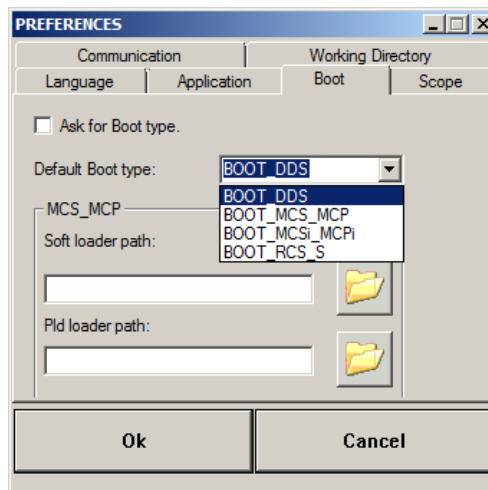 PREFERENCES
Communication Working Directory
Language Application Boot Scope
Ask for Boot type.
Default Boot type: BOOT_DDS
BOOT_DDS
BOOT_MCS_MCP
BOOT_MCSi_MCPi
BOOT_RCS_S
MCS_MCP
Soft loader path:
Pld loader path:
Ok Cancel